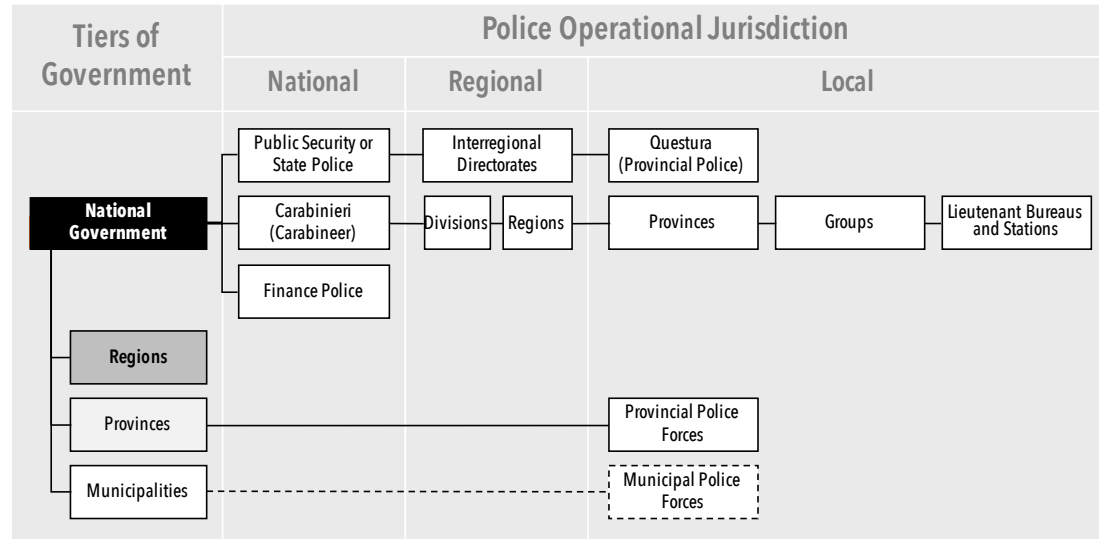 Tiers of
Government
Police Operational Jurisdiction
National
Regional
Local
Public Security or
State Police
Interregional
Directorates
Questura
(Provincial Police)
National
Government
Carabinieri
(Carabineer)
Divisions
Regions
Provinces
Groups
Lieutenant Bureaus
and Stations
Finance Police
Regions
Provinces
Provincial Police
Forces
Municipalities
Municipal Police
Forces